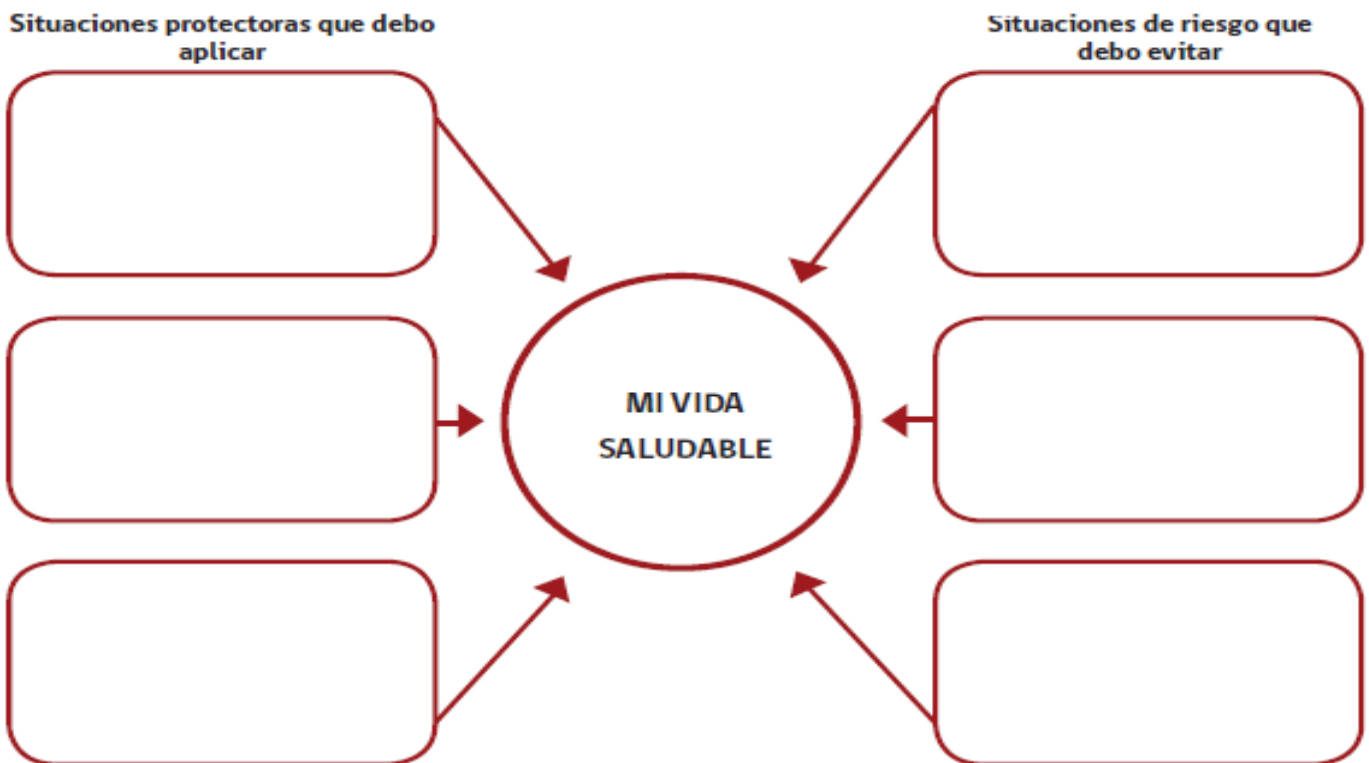 Situaciones protectoras que debo
aplicar
Situaciones de riesgo que
debo evitar
MI VIDA
SALUDABLE